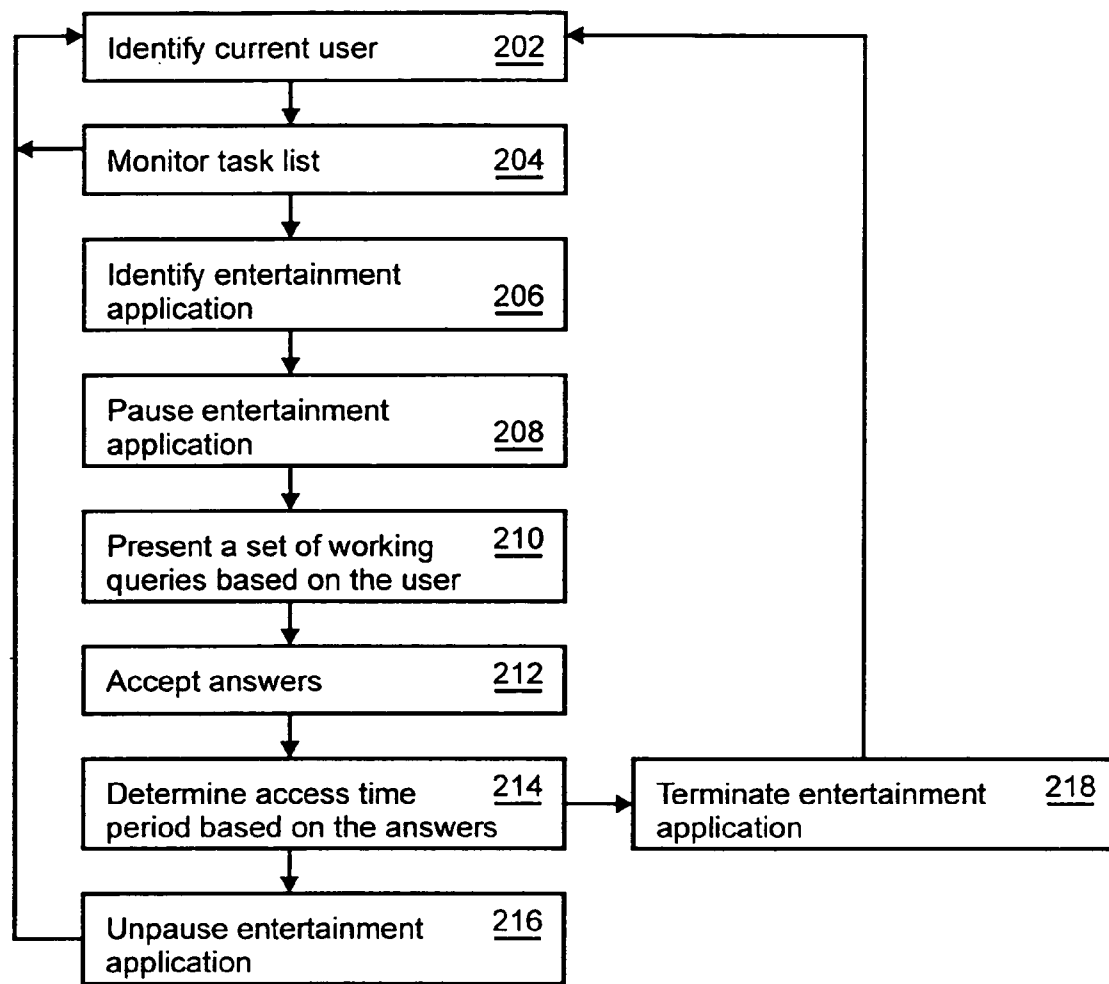 Identify current user 202
Monitor task list 204
Identify entertainment
application 206
Pause entertainment
application 208
Present a set of working 210
queries based on the user
Accept answers 212
Determine access time 214
period based on the answers
Terminate entertainment 218
application
Unpause entertainment 216
application